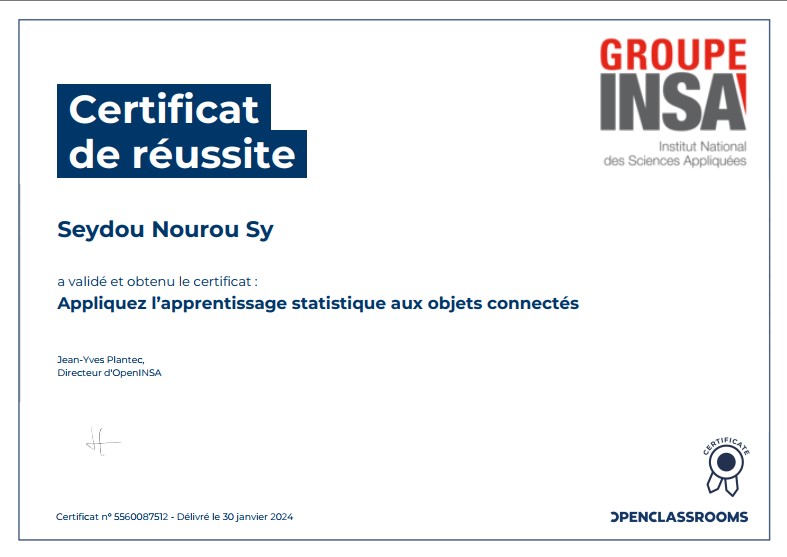 GROUPE
INSA
Institut National
des Sciences Appliquées
Certificat
de réussite
Seydou Nourou Sy
a validé et obtenu le certificat :
Appliquez l’apprentissage statistique aux objets connectés
Jean-Yves Plantec,
Directeur d'OpenINSA
CERTIFICATE
Certificat n° 5560087512 - Délivré le 30 janvier 2024
OPENCLASSROOMS